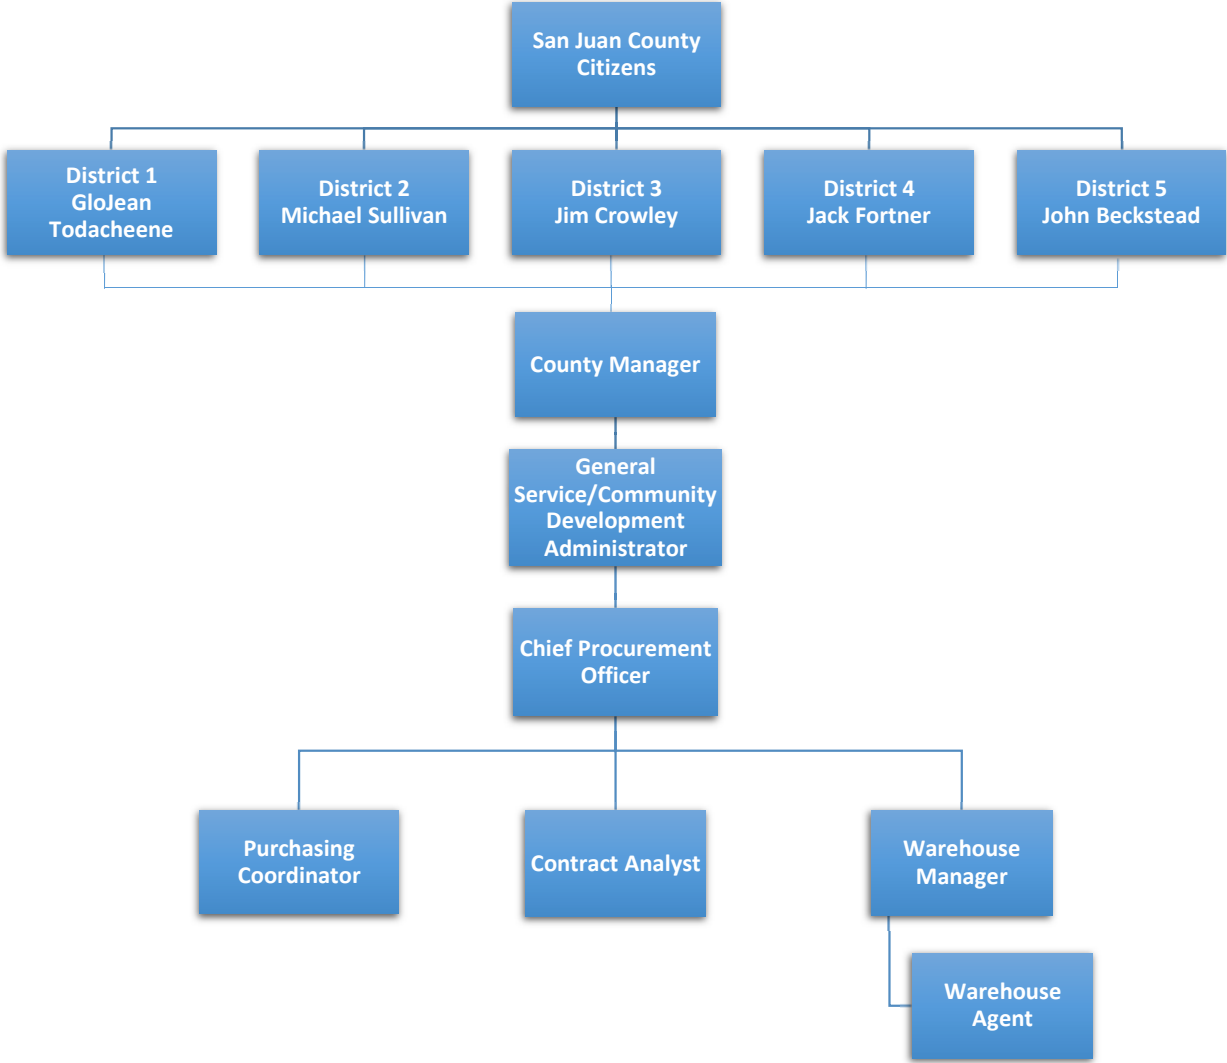 San Juan County
Citizens
District 1
GloJean
Todacheene
District 2
Michael Sullivan
District 3
Jim Crowley
District 4
Jack Fortner
District 5
John Beckstead
County Manager
General
Service/Community
Development
Administrator
Chief Procurement
Officer
Purchasing
Coordinator
Contract Analyst
Warehouse
Manager
Warehouse
Agent